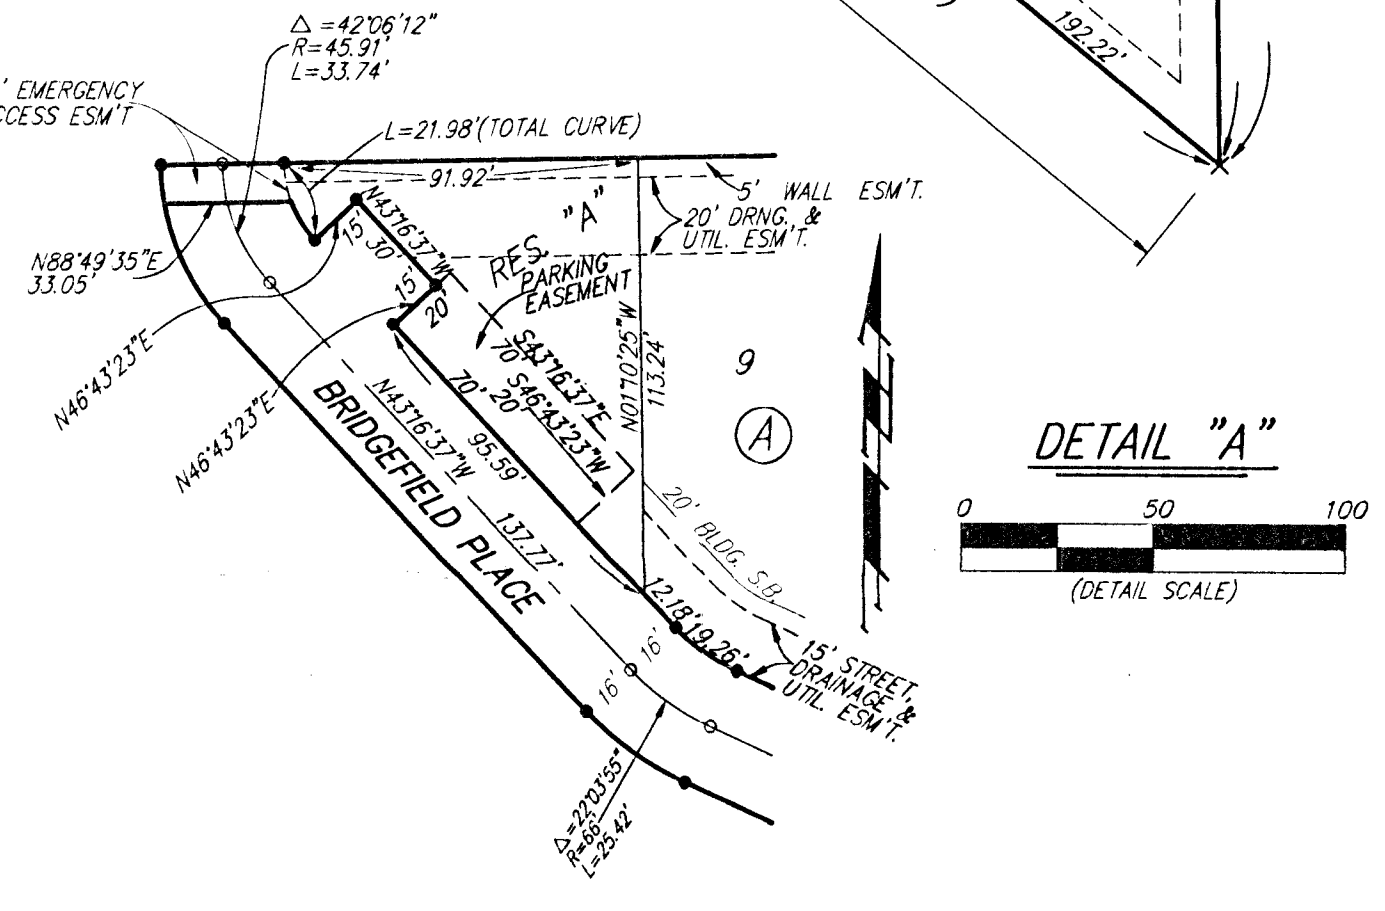 Δ =42°06'12"
R=45.91'
L=33.74'
' EMERGENCY
CCESS ESM'T
L=21.98'(TOTAL CURVE)
192.22'
91.92'
5' WALL ESM'T.
20' DRNG. &
UTIL. ESM'T.
N88°49'35"E
33.05'
N43°16'37"W
15'
30'
15'
20'
RES. "A"
PARKING
EASEMENT
N46°43'23"E
N46°43'23"E
S43°16'37"E
70'
S46°43'23"W
20'
70'
N01°10'25"W
113.24'
9
A
N43°16'37"W
95.59'
137.77'
BRIDGEFIELD PLACE
20' BLDG. S.B.
12.18'
19.26'
16'
16'
15' STREET,
DRAINAGE &
UTIL. ESM'T.
Δ=22°03'55"
R=66'
L=25.42'
DETAIL "A"
0 50 100
(DETAIL SCALE)